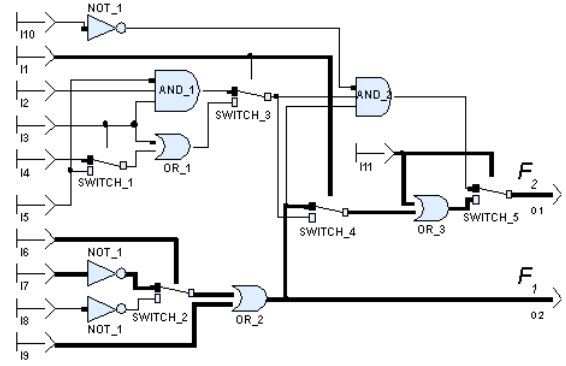 NOT_1
I10
I1
AND_1
AND_2
I2
SWITCH_3
I3
OR_1
I11
I4
SWITCH_1
F
2
01
I5
SWITCH_4
OR_3
SWITCH_5
I6
I7
NOT_1
F
1
02
I8
NOT_1
SWITCH_2
OR_2
I9